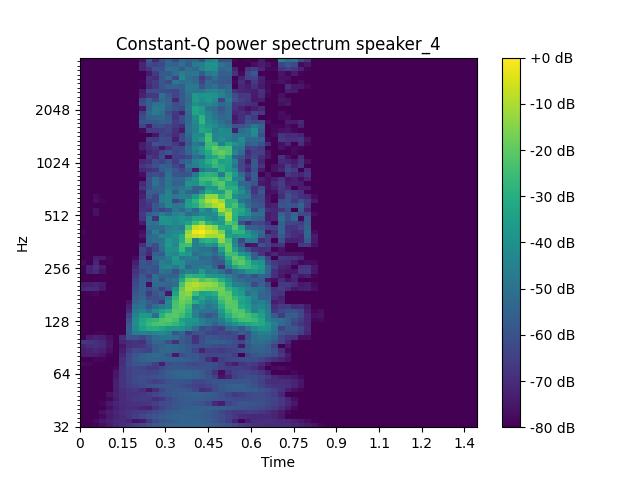 Constant-Q power spectrum speaker_4
Hz
2048
1024
512
256
128
64
32
0 0.15 0.3 0.45 0.6 0.75 0.9 1.1 1.2 1.4
Time
+0 dB
-10 dB
-20 dB
-30 dB
-40 dB
-50 dB
-60 dB
-70 dB
-80 dB